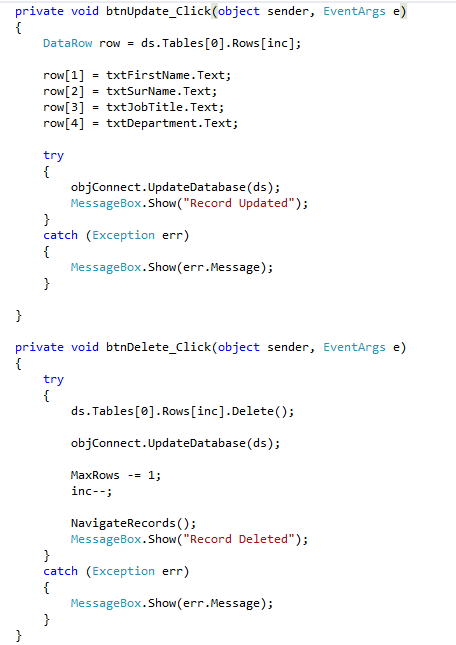 private void btnUpdate_Click(object sender, EventArgs e)
{
    DataRow row = ds.Tables[0].Rows[inc];

    row[1] = txtFirstName.Text;
    row[2] = txtSurName.Text;
    row[3] = txtJobTitle.Text;
    row[4] = txtDepartment.Text;

    try
    {
        objConnect.UpdateDatabase(ds);
        MessageBox.Show("Record Updated");
    }
    catch (Exception err)
    {
        MessageBox.Show(err.Message);
    }

}

private void btnDelete_Click(object sender, EventArgs e)
{
    try
    {
        ds.Tables[0].Rows[inc].Delete();

        objConnect.UpdateDatabase(ds);

        MaxRows -= 1;
        inc--;

        NavigateRecords();
        MessageBox.Show("Record Deleted");
    }
    catch (Exception err)
    {
        MessageBox.Show(err.Message);
    }
}